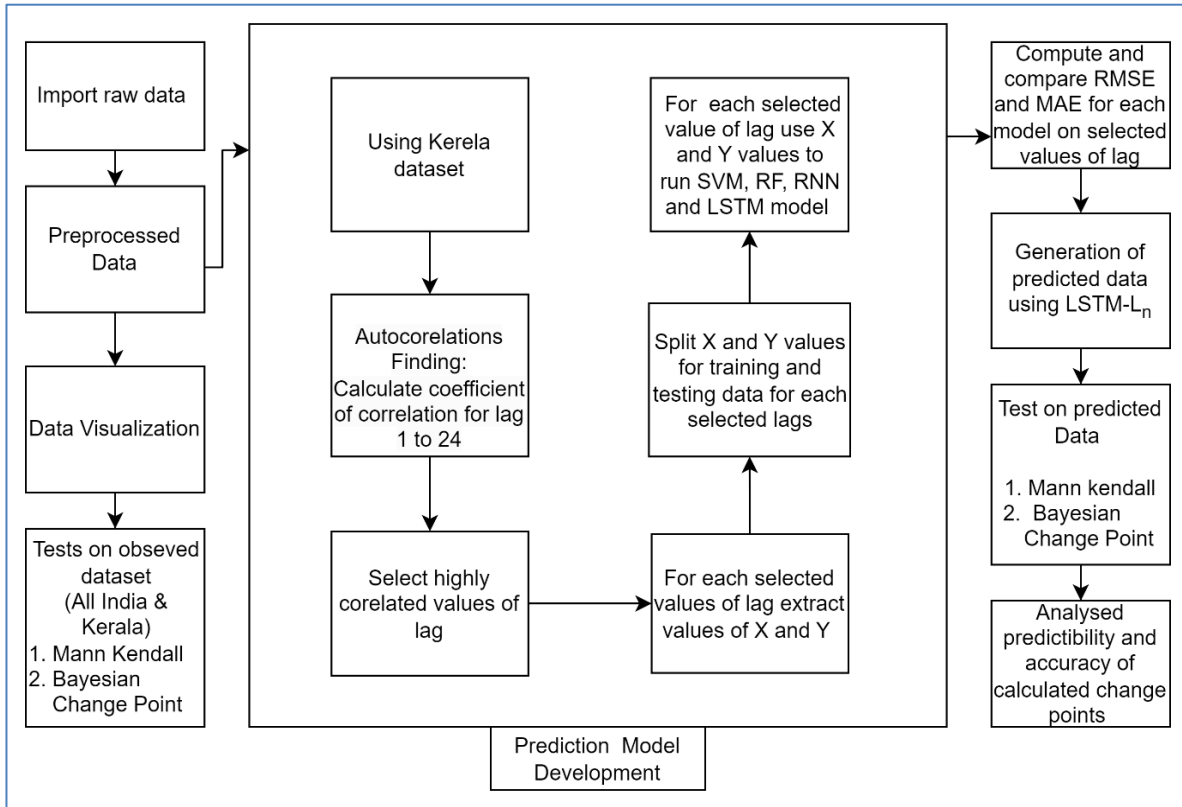 Import raw data
Preprocessed
Data
Data Visualization
Tests on obseved
dataset
(All India &
Kerala)
1. Mann Kendall
2. Bayesian
Change Point
Using Kerela
dataset
Autocorelations
Finding:
Calculate coefficient
of correlation for lag
1 to 24
Select highly
corelated values of
lag
For each selected
values of lag extract
values of X and Y
Split X and Y values
for training and
testing data for each
selected lags
For each selected
value of lag use X
and Y values to
run SVM, RF, RNN
and LSTM model
Prediction Model
Development
Compute and
compare RMSE
and MAE for each
model on selected
values of lag
Generation of
predicted data
using LSTM-Ln
Test on predicted
Data
1. Mann kendall
2. Bayesian
Change Point
Analysed
predictibility and
accuracy of
calculated change
points